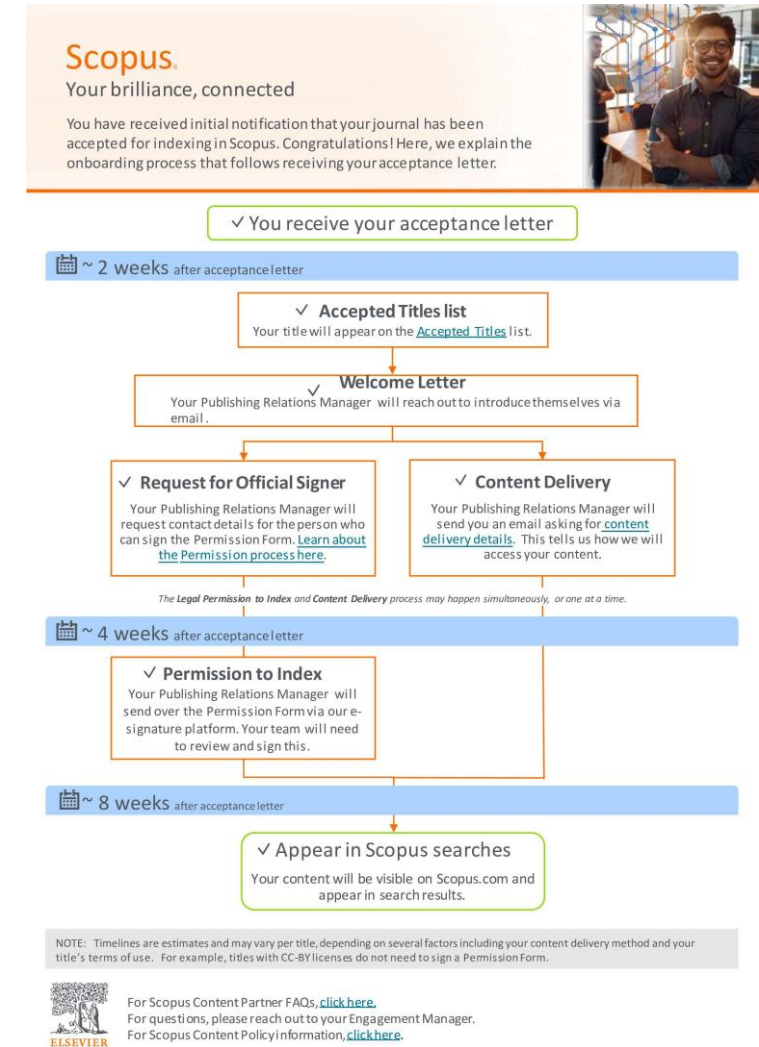 Scopus.
Your brilliance, connected
You have received initial notification that your journal has been
accepted for indexing in Scopus. Congratulations! Here, we explain the
onboarding process that follows receiving your acceptance letter.
✓ You receive your acceptance letter
~ 2 weeks after acceptance letter
✓ Accepted Titles list
Your title will appear on the Accepted Titles list.
✓ Welcome Letter
Your Publishing Relations Manager will reach out to introduce themselves via
email .
✓ Request for Official Signer
Your Publishing Relations Manager will
request contact details for the person who
can sign the Permission Form. Learn about
the Permission process here.
✓ Content Delivery
Your Publishing Relations Manager will
send you an email asking for content
delivery details. This tells us how we will
access your content.
The Legal Permission to Index and Content Delivery process may happen simultaneously, or one at a time.
~ 4 weeks after acceptance letter
✓ Permission to Index
Your Publishing Relations Manager will
send over the Permission Form via our e-
signature platform. Your team will need
to review and sign this.
~ 8 weeks after acceptance letter
✓ Appear in Scopus searches
Your content will be visible on Scopus.com and
appear in search results.
NOTE: Timelines are estimates and may vary per title, depending on several factors including your content delivery method and your
title's terms of use. For example, titles with CC-BY licenses do not need to sign a Permission Form.
ELSEVIER
For Scopus Content Partner FAQs, click here.
For questions, please reach out to your Engagement Manager.
For Scopus Content Policy information, click here.